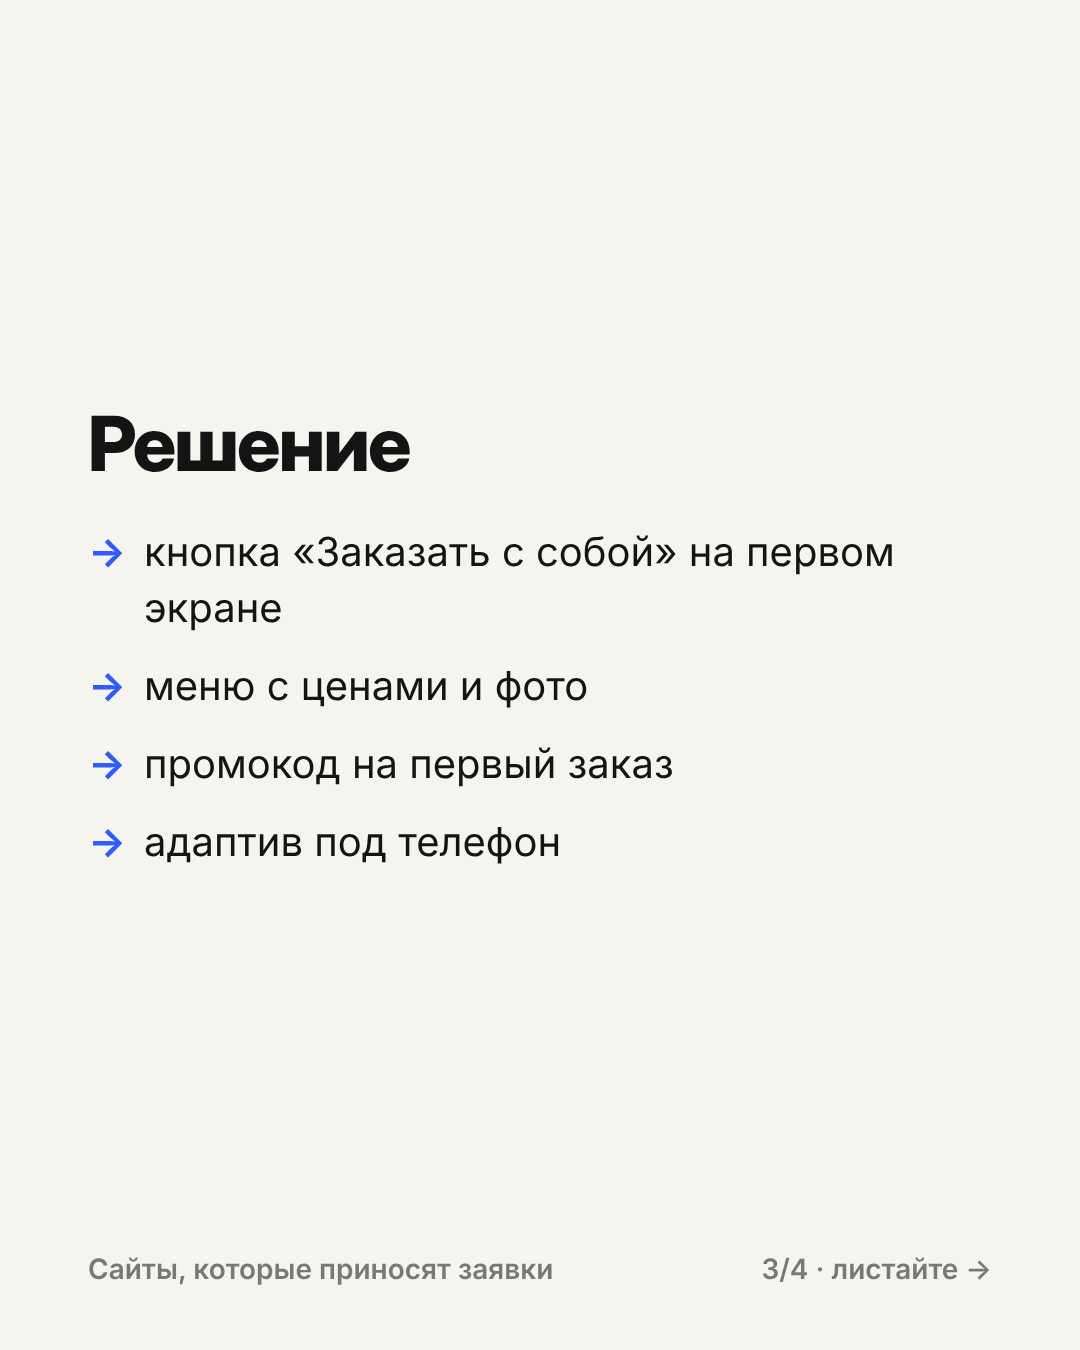 Решение
→ кнопка «Заказать с собой» на первом
экране
→ меню с ценами и фото
→ промокод на первый заказ
→ адаптив под телефон
Сайты, которые приносят заявки
3/4 · листайте →